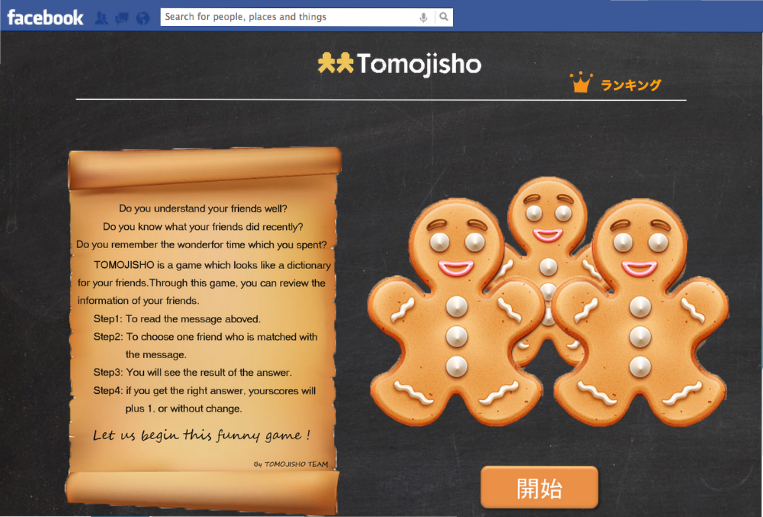 facebook
Search for people, places and things
Tomojisho
ランキング
Do you understand your friends well?
Do you know what your friends did recently?
Do you remember the wonderfor time which you spent?
TOMOJISHO is a game which looks like a dictionary
for your friends.Through this game, you can review the
information of your friends.
Step1: To read the message aboved.
Step2: To choose one friend who is matched with
the message.
Step3: You will see the result of the answer.
Step4: if you get the right answer, yourscores will
plus 1, or without change.
Let us begin this funny game !
By TOMOJISHO TEAM
開始